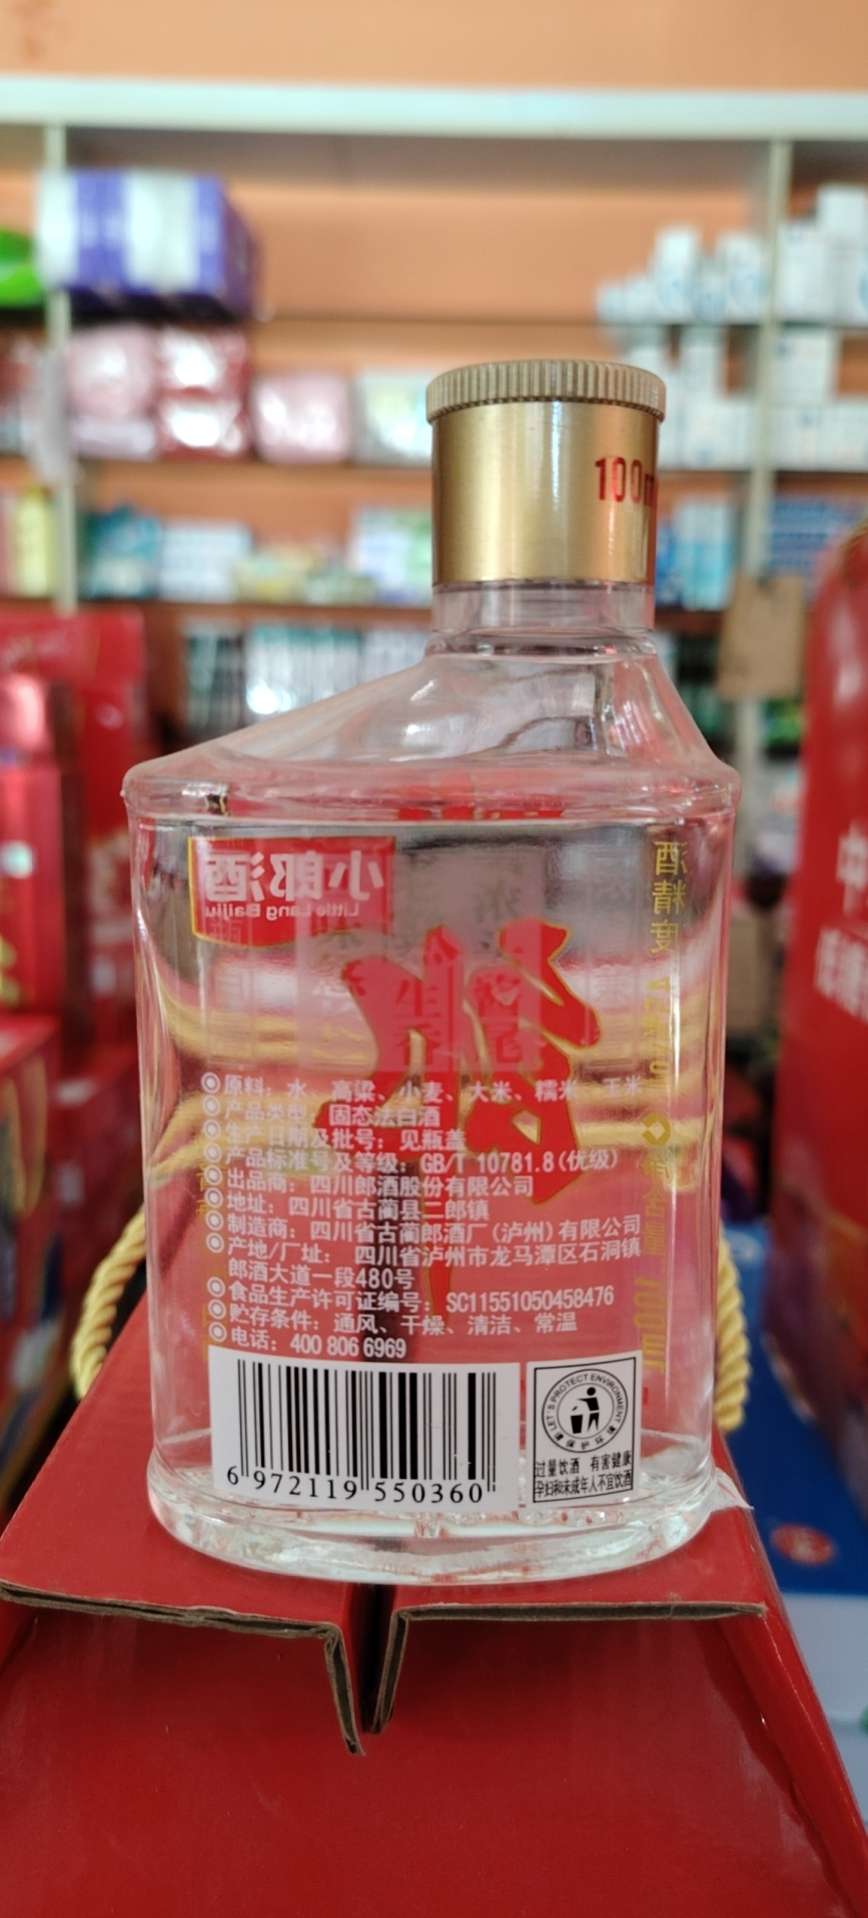 100m
小郎酒
Little Lang Baijiu
酒精度
100ml
原料：水、高粱、小麦、大米、糯米、玉米
产品类型：固态法白酒
生产日期及批号：见瓶盖
产品标准号及等级：GB/T 10781.8(优级)
出品商：四川郎酒股份有限公司
地址：四川省古蔺县二郎镇
制造商：四川省古蔺郎酒厂(泸州)有限公司
产地/厂址：四川省泸州市龙马潭区石洞镇
郎酒大道一段480号
食品生产许可证编号：SC11551050458476
贮存条件：通风、干燥、清洁、常温
电话：400 806 6969
6 972119 550360
LET'S PROTECT ENVIRONMENT
过量饮酒 有害健康
孕妇和未成年人不宜饮酒
中